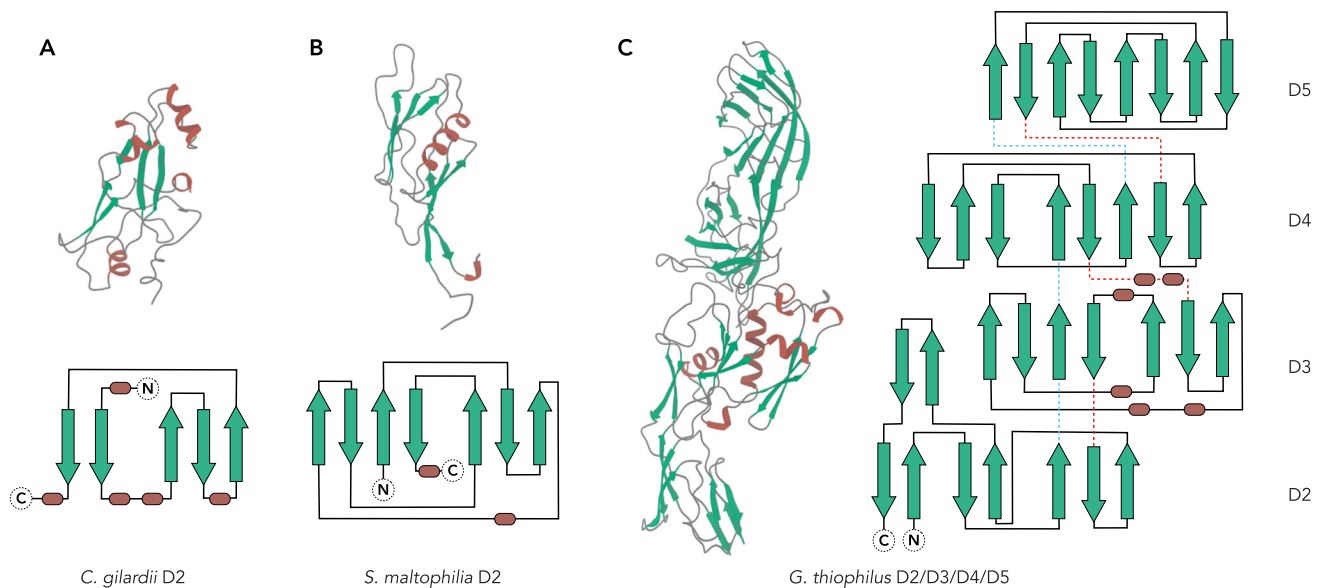 A
B
C
D5
D4
D3
D2
N
C
N
C
C
N
C. gilardii D2
S. maltophilia D2
G. thiophilus D2/D3/D4/D5